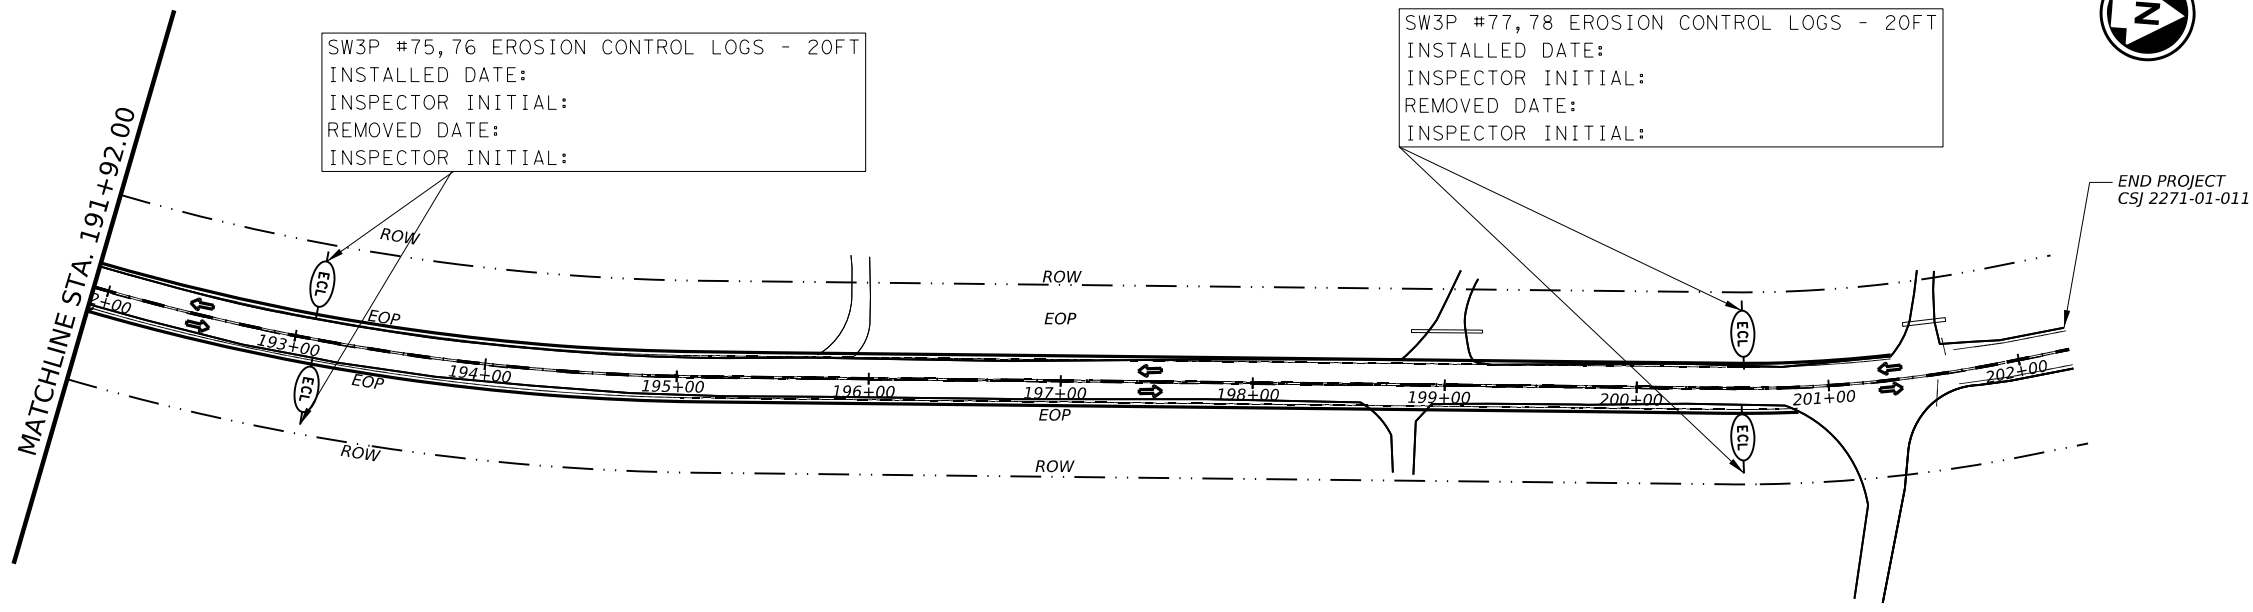 SW3P #75,76 EROSION CONTROL LOGS - 20FT
INSTALLED DATE:
INSPECTOR INITIAL:
REMOVED DATE:
INSPECTOR INITIAL:
SW3P #77,78 EROSION CONTROL LOGS - 20FT
INSTALLED DATE:
INSPECTOR INITIAL:
REMOVED DATE:
INSPECTOR INITIAL:
N
END PROJECT
CSJ 2271-01-011
MATCHLINE STA. 191+92.00
ROW
ROW
ECL
EOP
EOP
ECL
2+00
193+00
194+00
195+00
196+00
197+00
198+00
199+00
200+00
201+00
202+00
EOP
ECL
EOP
ECL
ROW
ROW